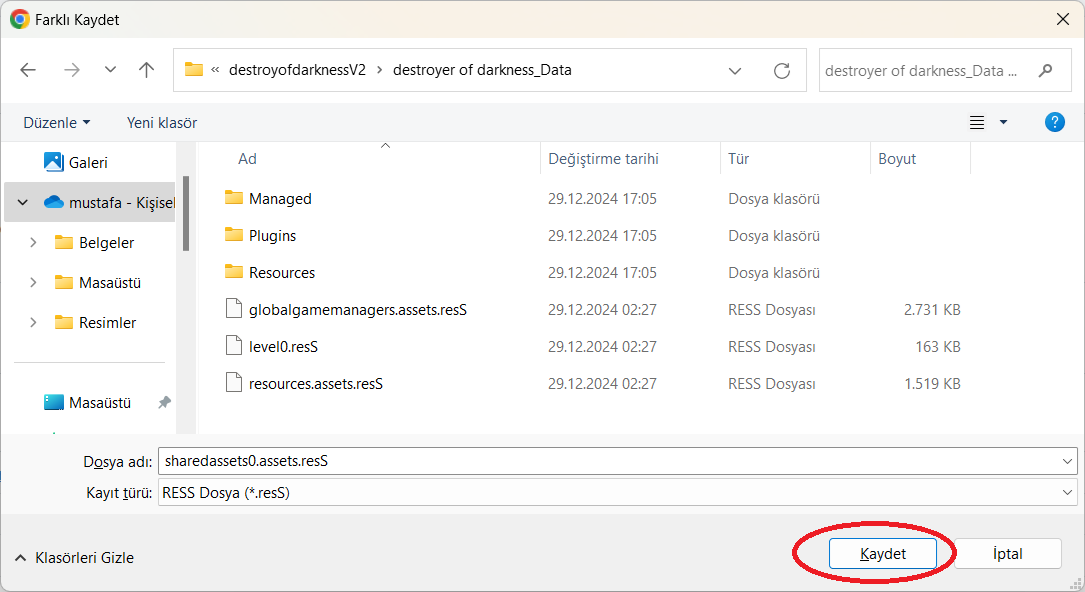 Farklı Kaydet
« destroyofdarknessV2 › destroyer of darkness_Data
destroyer of darkness_Data ...
Düzenle
Yeni klasör
?
Galeri
mustafa - Kişisel
Belgeler
Masaüstü
Resimler
Masaüstü
Ad Değiştirme tarihi Tür Boyut
Managed 29.12.2024 17:05 Dosya klasörü
Plugins 29.12.2024 17:05 Dosya klasörü
Resources 29.12.2024 17:05 Dosya klasörü
globalgamemanagers.assets.resS 29.12.2024 02:27 RESS Dosyası 2.731 KB
level0.resS 29.12.2024 02:27 RESS Dosyası 163 KB
resources.assets.resS 29.12.2024 02:27 RESS Dosyası 1.519 KB
Dosya adı: sharedassets0.assets.resS
Kayıt türü: RESS Dosya (*.resS)
Klasörleri Gizle
Kaydet
İptal